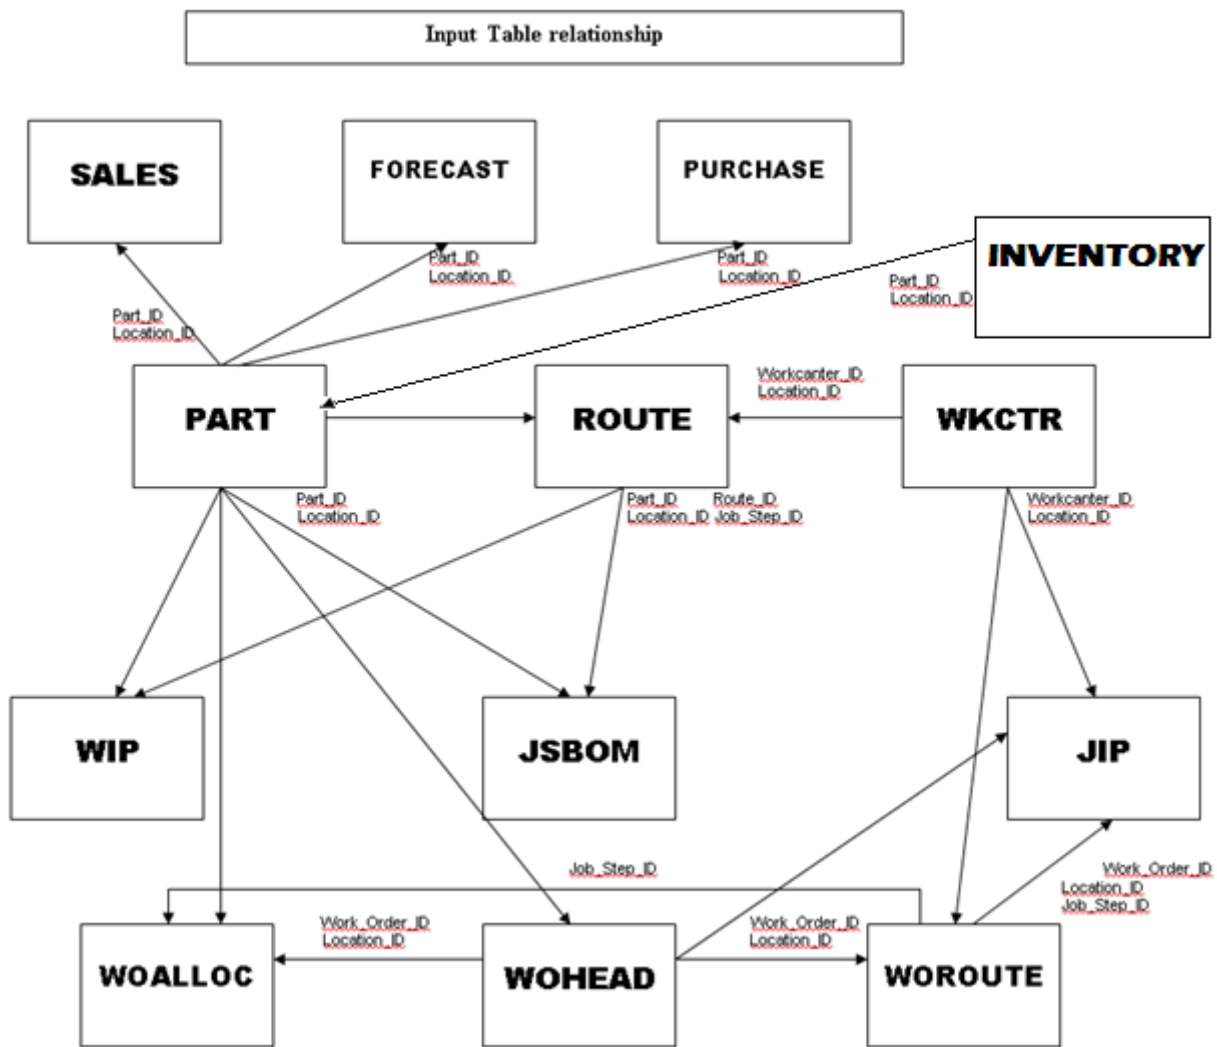 Input Table relationship
SALES
FORECAST
PURCHASE
INVENTORY
Part_ID
Location_ID
Part_ID
Location_ID
Part_ID
Location_ID
Part_ID
Location_ID
PART
ROUTE
WKCTR
Workcanter_ID
Location_ID
Part_ID
Location_ID
Part_ID Route_ID
Location_ID Job_Step_ID
Workcanter_ID
Location_ID
WIP
JSBOM
JIP
Job_Step_ID
Work_Order_ID
Location_ID
Job_Step_ID
Work_Order_ID
Location_ID
Work_Order_ID
Location_ID
WOALLOC
WOHEAD
WOROUTE